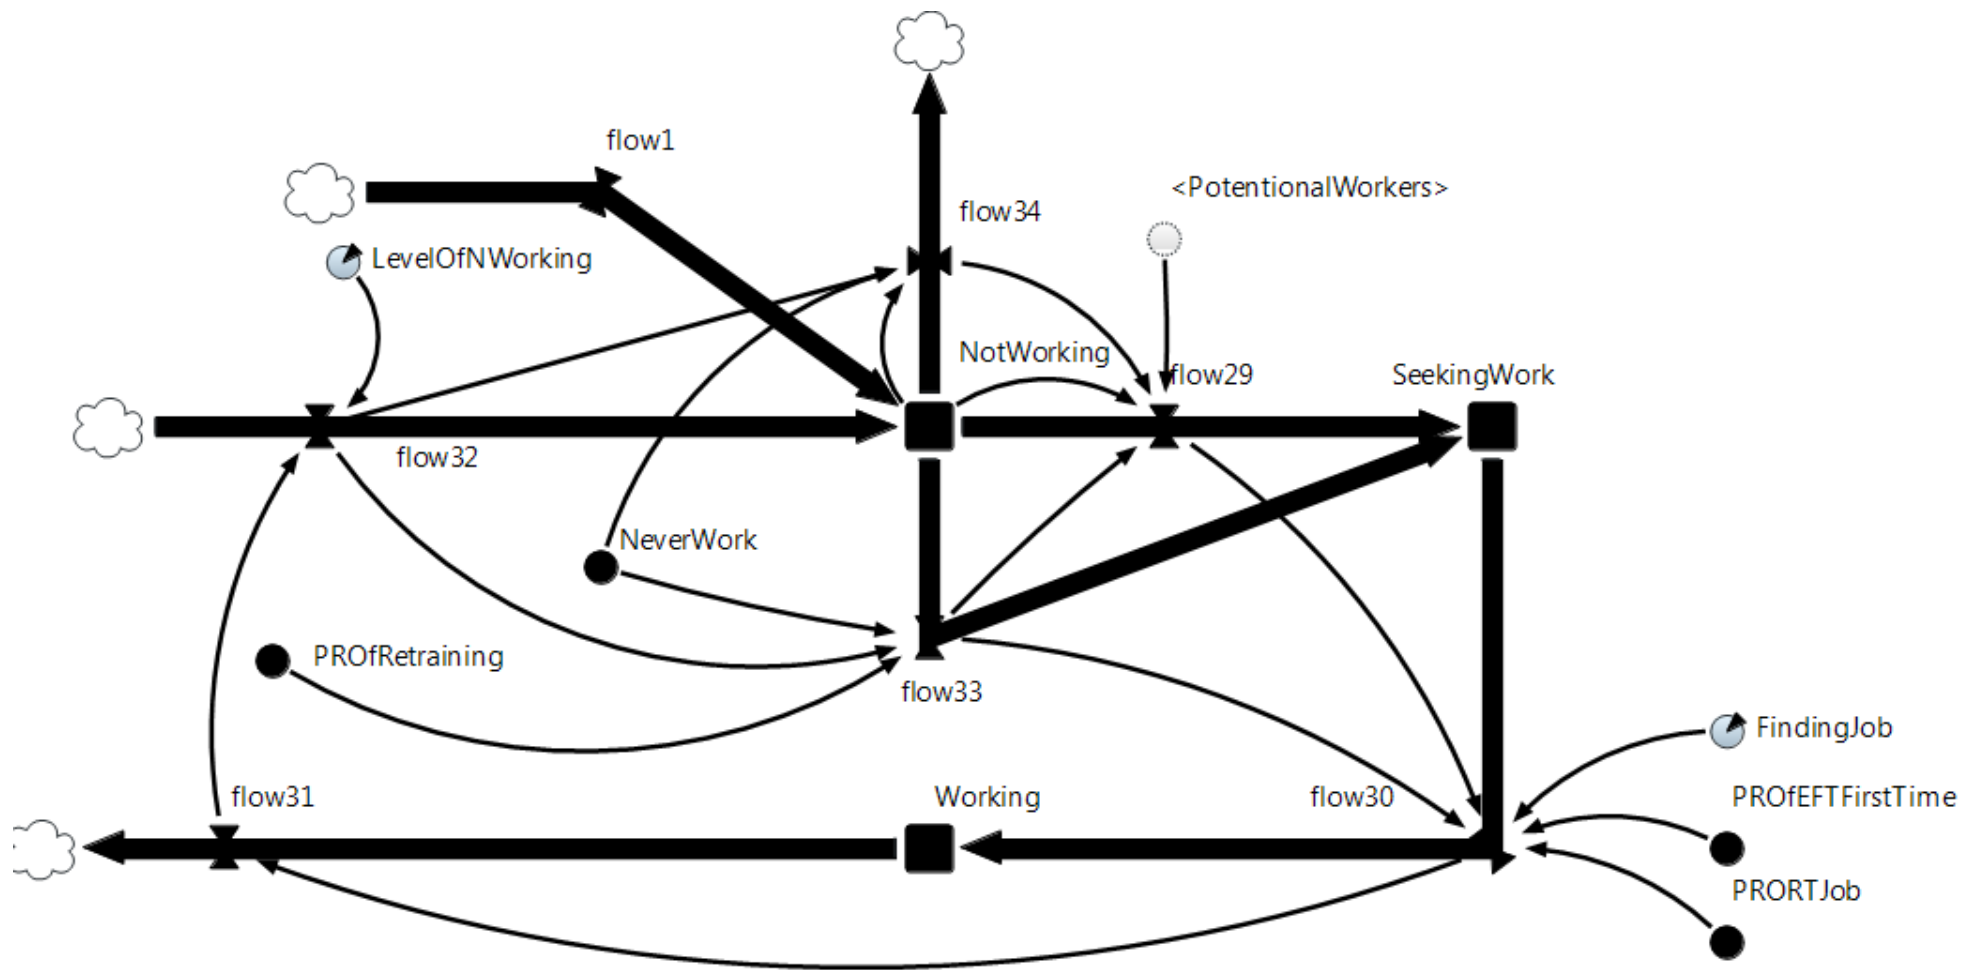 flow1
<PotentionalWorkers>
flow34
LevelOfNWorking
NotWorking
flow29
SeekingWork
flow32
NeverWork
PROfRetraining
flow33
FindingJob
flow31
Working
flow30
PROfEFTFirstTime
PRORTJob